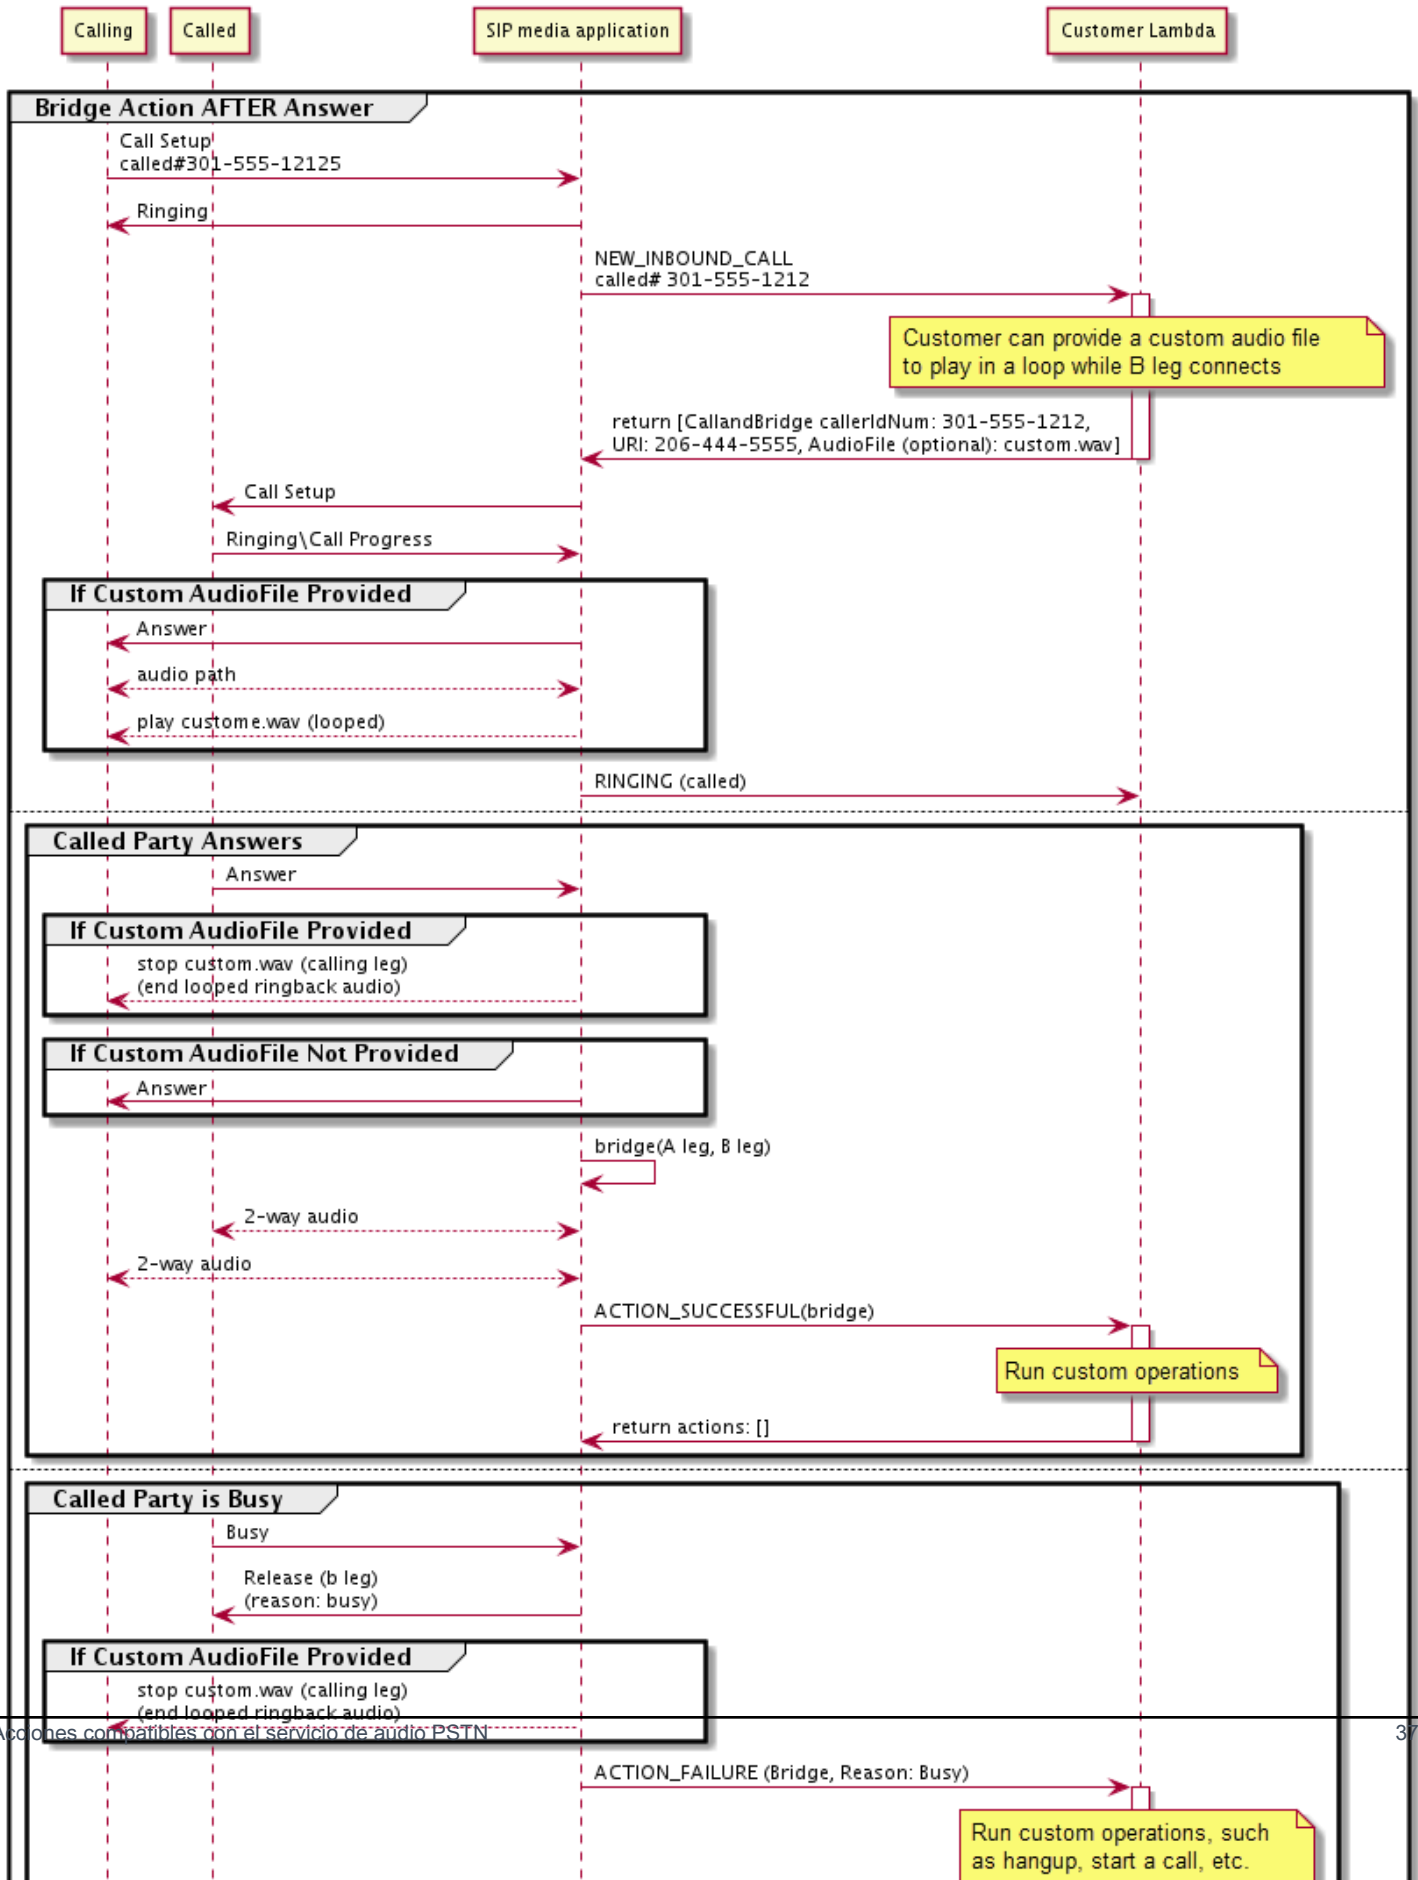 Calling
Called
SIP media application
Customer Lambda
Bridge Action AFTER Answer
Call Setup
called#301-555-12125
Ringing
NEW_INBOUND_CALL
called# 301-555-1212
Customer can provide a custom audio file
to play in a loop while B leg connects
return [CallandBridge callerIdNum: 301-555-1212,
URI: 206-444-5555, AudioFile (optional): custom.wav]
Call Setup
Ringing\Call Progress
If Custom AudioFile Provided
Answer
audio path
play custome.wav (looped)
RINGING (called)
Called Party Answers
Answer
If Custom AudioFile Provided
stop custom.wav (calling leg)
(end looped ringback audio)
If Custom AudioFile Not Provided
Answer
bridge(A leg, B leg)
2-way audio
2-way audio
ACTION_SUCCESSFUL(bridge)
Run custom operations
return actions: []
Called Party is Busy
Busy
Release (b leg)
(reason: busy)
If Custom AudioFile Provided
stop custom.wav (calling leg)
(end looped ringback audio)
Acciones compatibles con el servicio de audio PSTN
37
ACTION_FAILURE (Bridge, Reason: Busy)
Run custom operations, such
as hangup, start a call, etc.